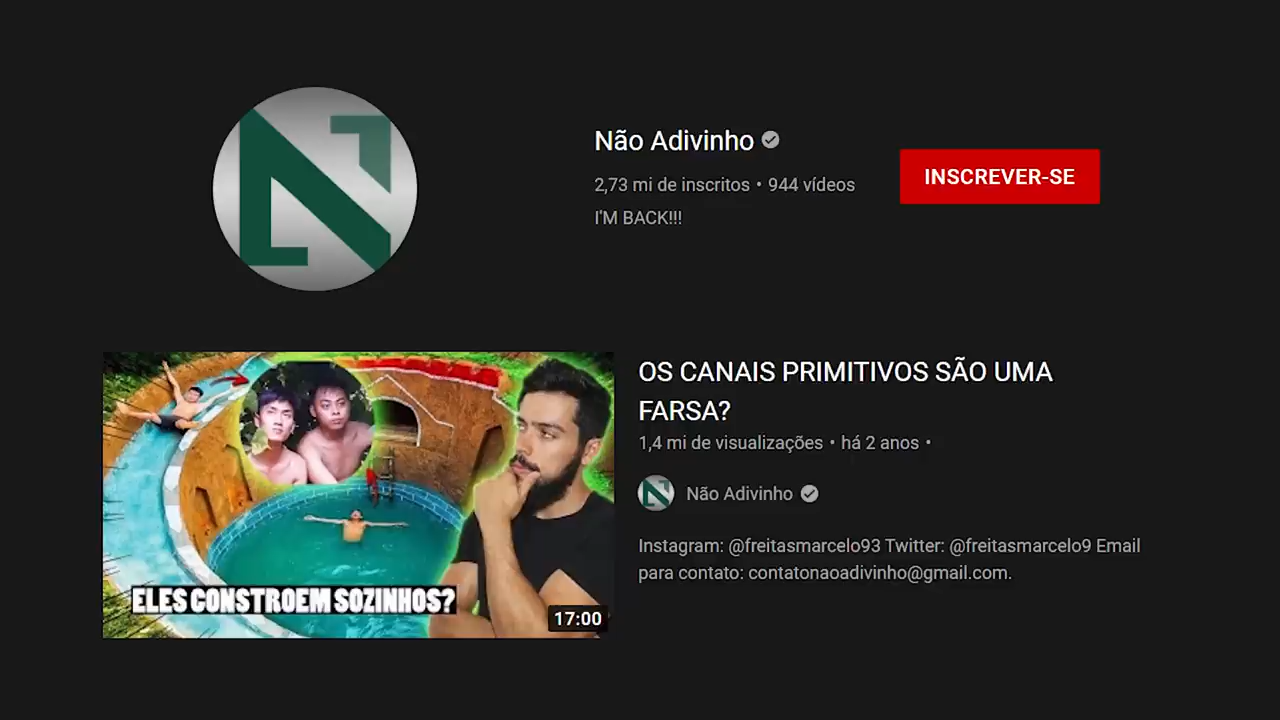 Não Adivinho
2,73 mi de inscritos • 944 vídeos
I'M BACK!!!
INSCREVER-SE
OS CANAIS PRIMITIVOS SÃO UMA
FARSA?
1,4 mi de visualizações • há 2 anos •
Não Adivinho
Instagram: @freitasmarcelo93 Twitter: @freitasmarcelo9 Email
para contato: contatonaoadivinho@gmail.com.
ELES CONSTROEM SOZINHOS?
17:00